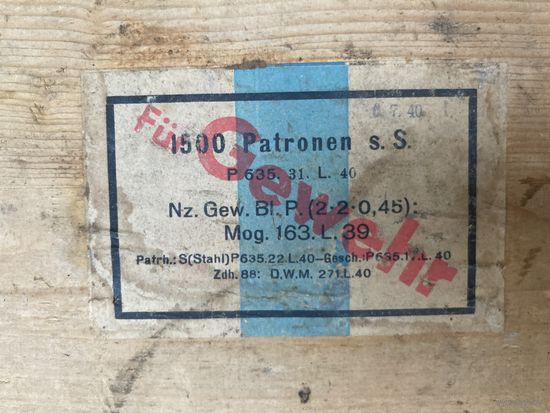 7. 40
Für Gewehr
1500 Patronen s. S.
P 635. 31. L. 40
Nz. Gew. Bl. P. (2·2·0,45):
Mog. 163. L. 39
Patrh.: S(Stahl) P635.22.L.40—Gesch.: P635.17.L. 40
Zdh. 88: D.W.M. 271.L.40